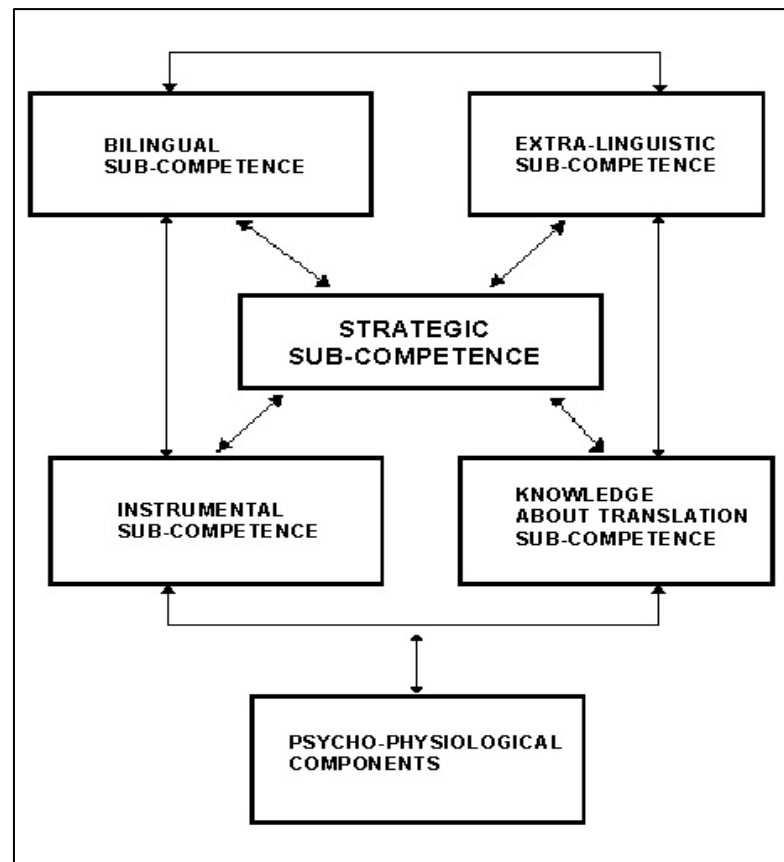 BILINGUAL
SUB-COMPETENCE
EXTRA-LINGUISTIC
SUB-COMPETENCE
STRATEGIC
SUB-COMPETENCE
INSTRUMENTAL
SUB-COMPETENCE
KNOWLEDGE
ABOUT TRANSLATION
SUB-COMPETENCE
PSYCHO-PHYSIOLOGICAL
COMPONENTS